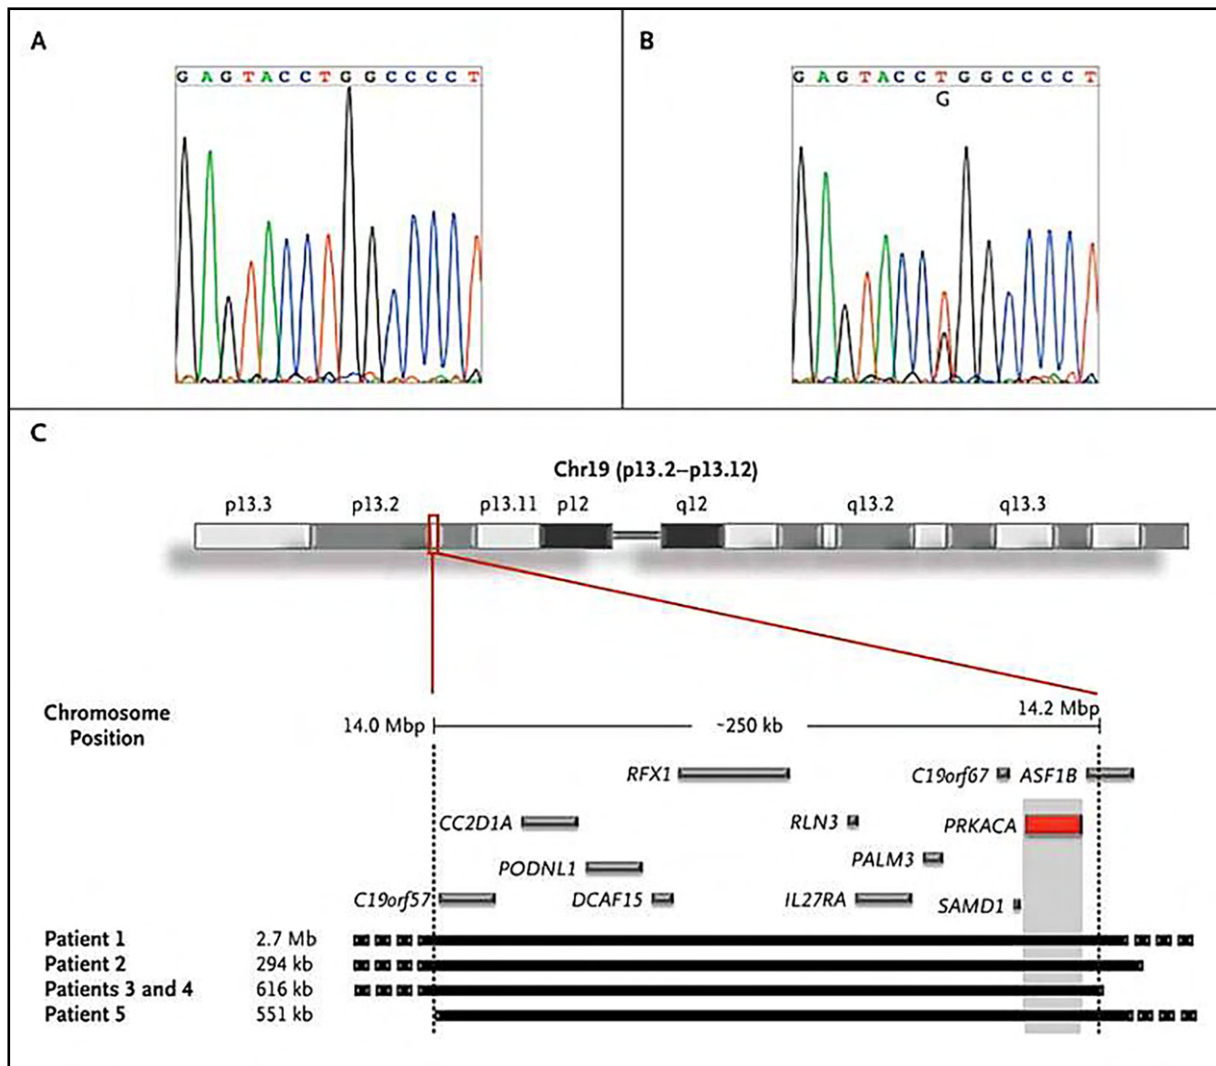 A
G A G T A C C T G G C C C C T
B
G A G T A C C T G G C C C C T
G
C
Chr19 (p13.2–p13.12)
p13.3 p13.2 p13.11 p12 q12 q13.2 q13.3
Chromosome
Position
14.0 Mbp ~250 kb 14.2 Mbp
RFX1 C19orf67 ASF1B
CC2D1A RLN3 PRKACA
PODNL1 PALM3
C19orf57 DCAF15 IL27RA SAMD1
Patient 1 2.7 Mb
Patient 2 294 kb
Patients 3 and 4 616 kb
Patient 5 551 kb